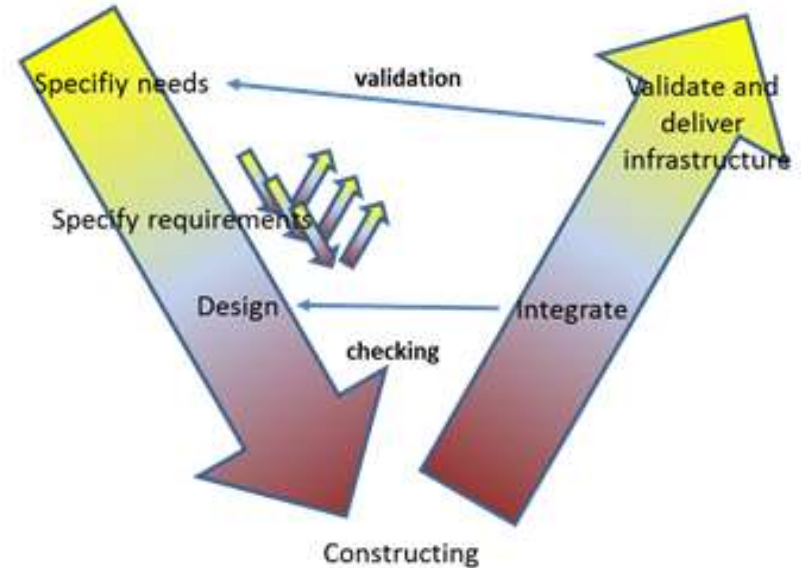 Specifiy needs
validation
Validate and
deliver
infrastructure
Specify requirements
Design
Integrate
checking
Constructing